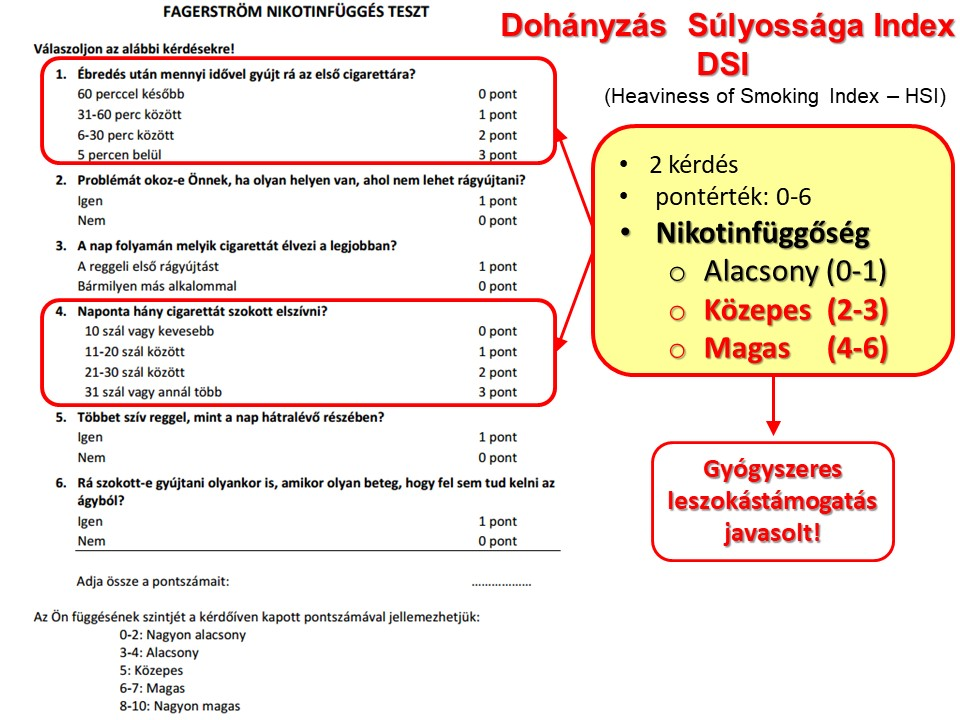 FAGERSTRÖM NIKOTINFÜGGÉS TESZT
Válaszoljon az alábbi kérdésekre!
1. Ébredés után mennyi idővel gyújt rá az első cigarettára?
60 perccel később 0 pont
31-60 perc között 1 pont
6-30 perc között 2 pont
5 percen belül 3 pont
2. Problémát okoz-e Önnek, ha olyan helyen van, ahol nem lehet rágyújtani?
Igen 1 pont
Nem 0 pont
3. A nap folyamán melyik cigarettát élvezi a legjobban?
A reggeli első rágyújtást 1 pont
Bármilyen más alkalommal 0 pont
4. Naponta hány cigarettát szokott elszívni?
10 szál vagy kevesebb 0 pont
11-20 szál között 1 pont
21-30 szál között 2 pont
31 szál vagy annál több 3 pont
5. Többet szív reggel, mint a nap hátralévő részében?
Igen 1 pont
Nem 0 pont
6. Rá szokott-e gyújtani olyankor is, amikor olyan beteg, hogy fel sem tud kelni az
ágyból?
Igen 1 pont
Nem 0 pont
Adja össze a pontszámait: ..................
Az Ön függésének szintjét a kérdőíven kapott pontszámával jellemezhetjük:
0-2: Nagyon alacsony
3-4: Alacsony
5: Közepes
6-7: Magas
8-10: Nagyon magas
Dohányzás Súlyossága Index
DSI
(Heaviness of Smoking Index – HSI)
• 2 kérdés
• pontérték: 0-6
• Nikotinfüggőség
o Alacsony (0-1)
o Közepes (2-3)
o Magas (4-6)
Gyógyszeres
leszokástámogatás
javasolt!